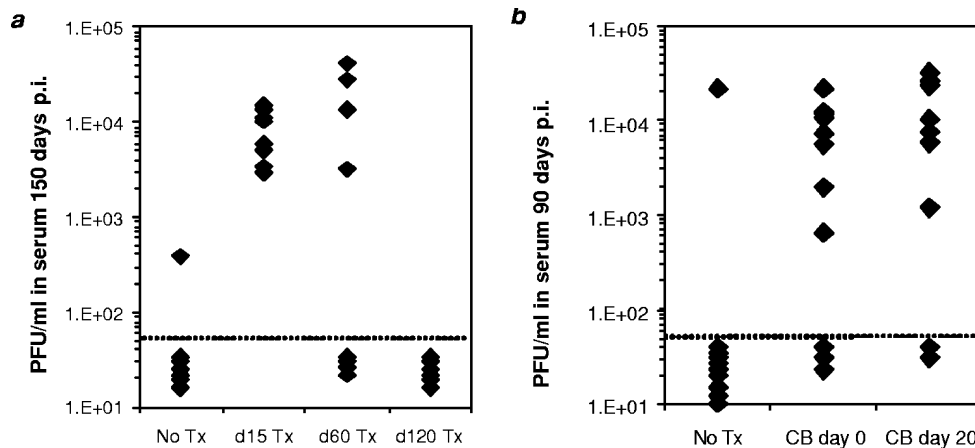 a
PFU/ml in serum 150 days p.i.
1.E+05
1.E+04
1.E+03
1.E+02
1.E+01
No Tx d15 Tx d60 Tx d120 Tx
b
PFU/ml in serum 90 days p.i.
1.E+05
1.E+04
1.E+03
1.E+02
1.E+01
No Tx CB day 0 CB day 20